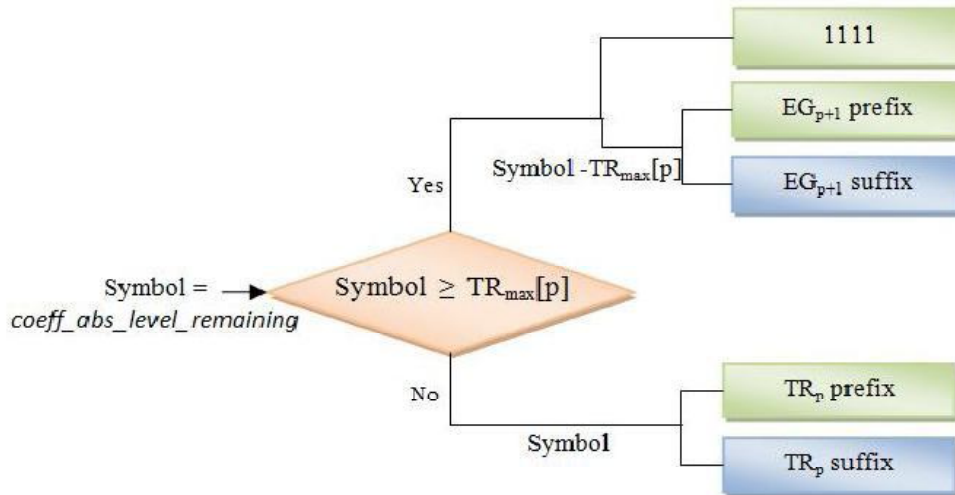 1111
EGp+1 prefix
Symbol -TRmax[p]
EGp+1 suffix
Yes
Symbol =
coeff_abs_level_remaining
Symbol ≥ TRmax[p]
No
TRp prefix
Symbol
TRp suffix